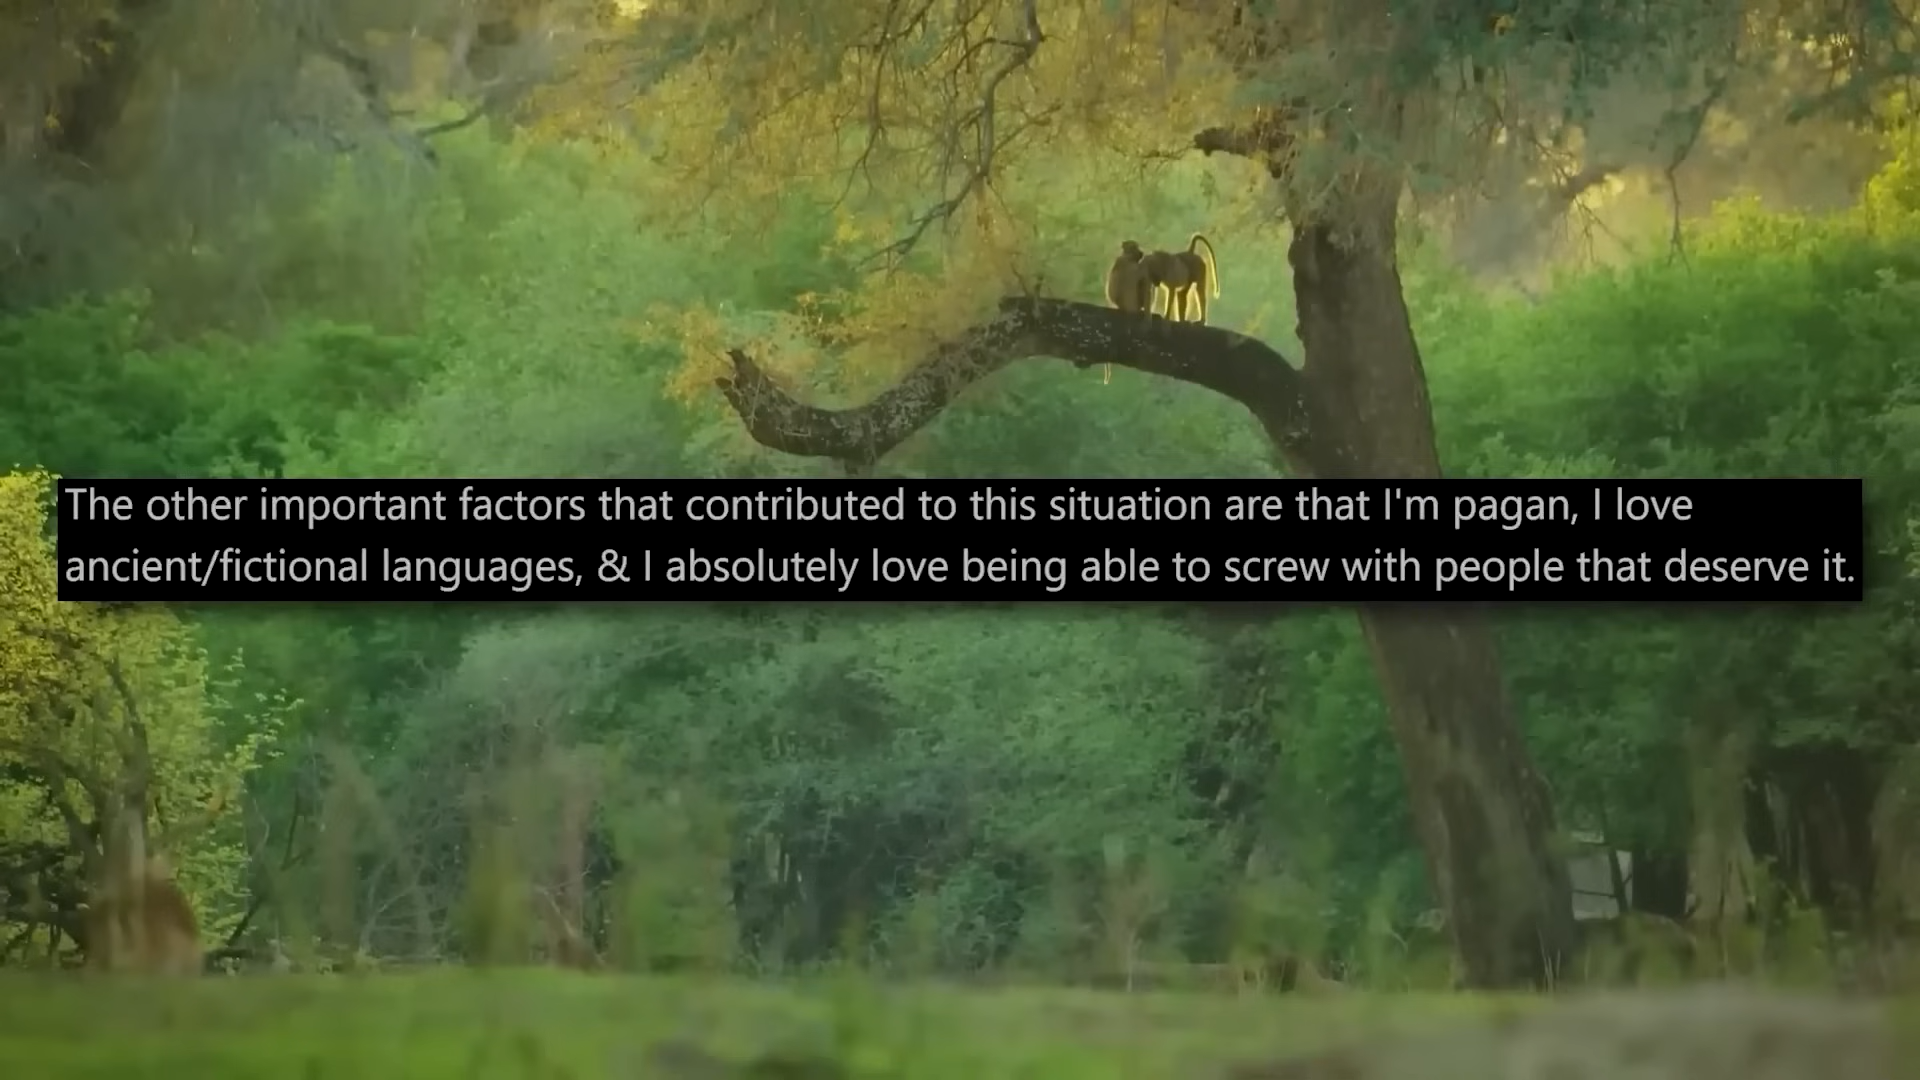 The other important factors that contributed to this situation are that I'm pagan, I love
ancient/fictional languages, & I absolutely love being able to screw with people that deserve it.